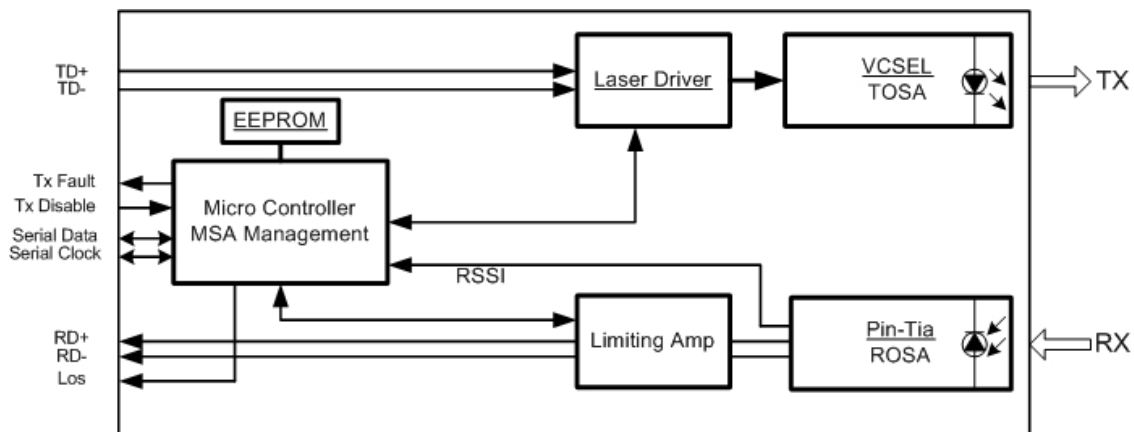 TD+
TD-
Laser Driver
VCSEL
TOSA
TX
EEPROM
Tx Fault
Tx Disable
Serial Data
Serial Clock
Micro Controller
MSA Management
RSSI
RD+
RD-
Los
Limiting Amp
Pin-Tia
ROSA
RX